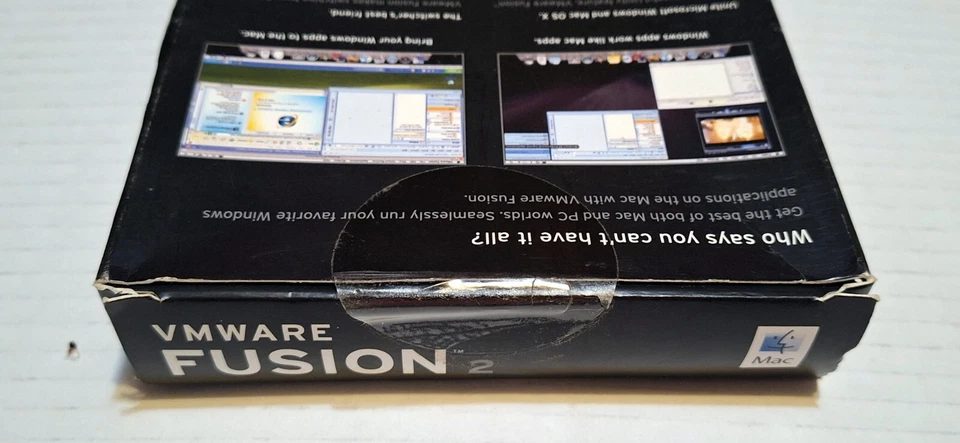 VMWARE
FUSION™ 2
Mac
Who says you can't have it all?
Get the best of both Mac and PC worlds. Seamlessly run your favorite Windows
applications on the Mac with VMware Fusion.
Windows apps work like Mac apps.
Unite Microsoft Windows and Mac OS X.
Bring your Windows apps to the Mac.
The switcher's best friend.